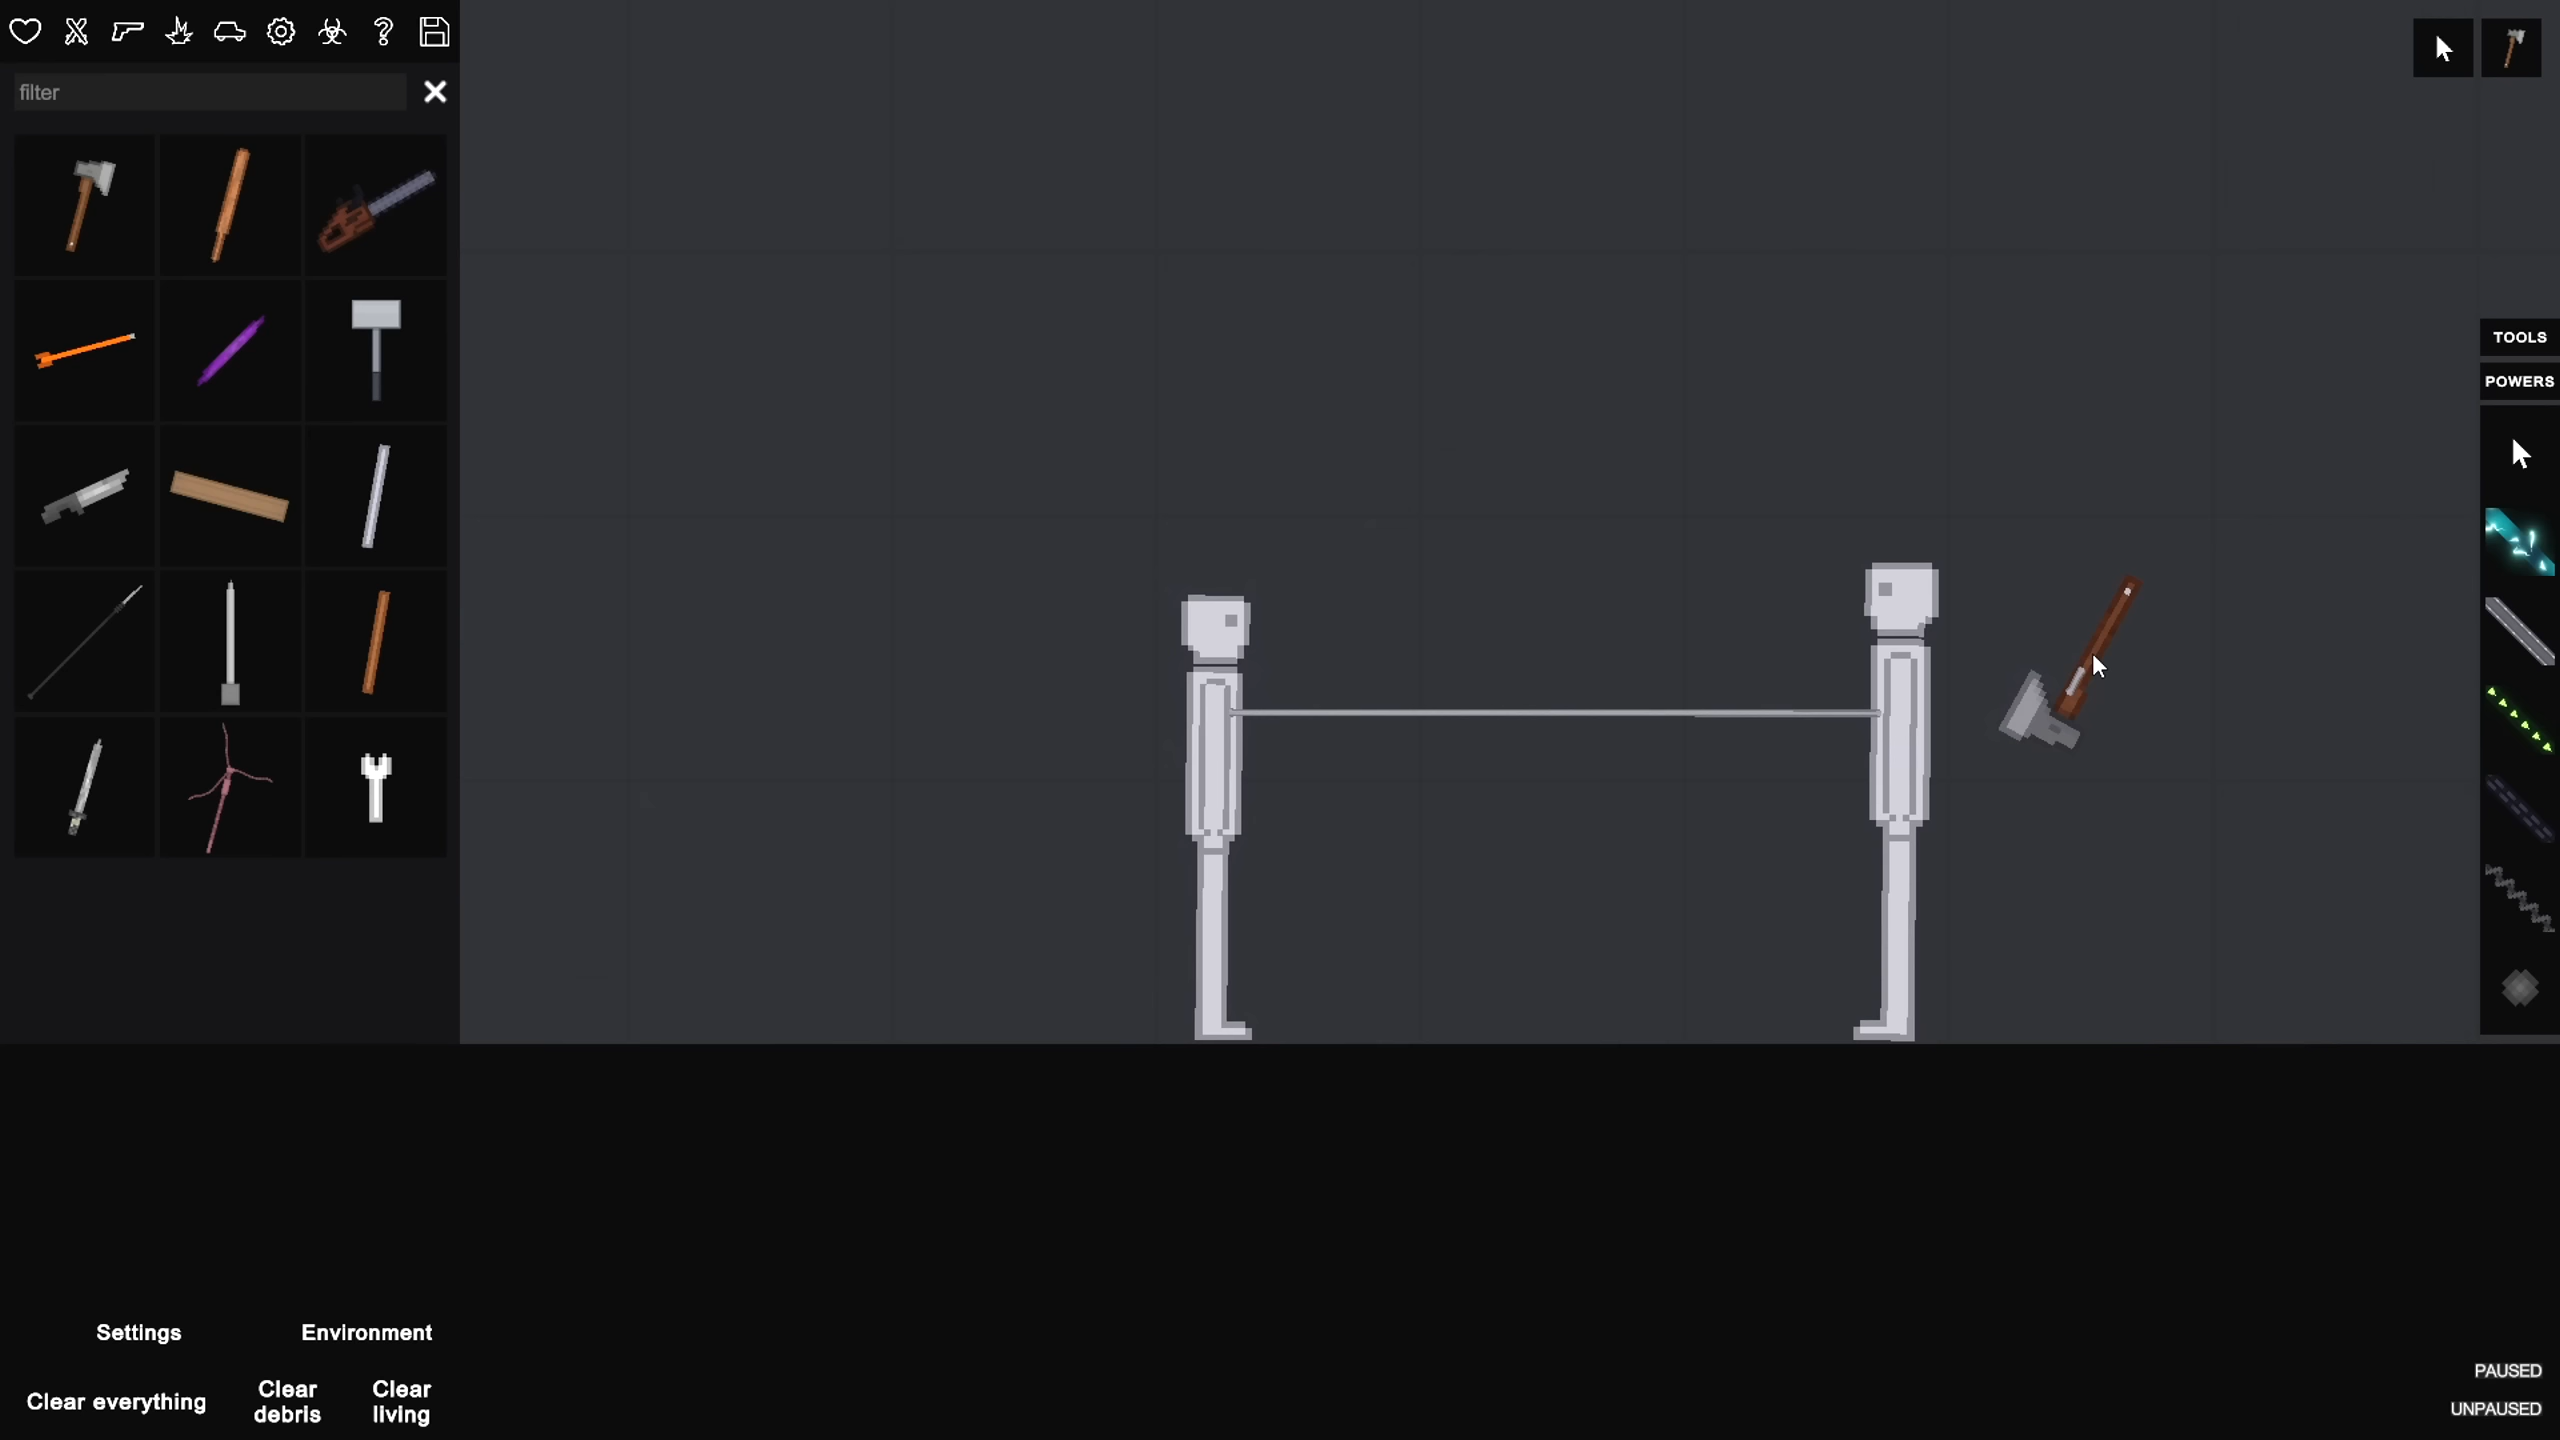 filter
TOOLS
POWERS
Settings
Environment
Clear everything
Clear
debris
Clear
living
PAUSED
UNPAUSED